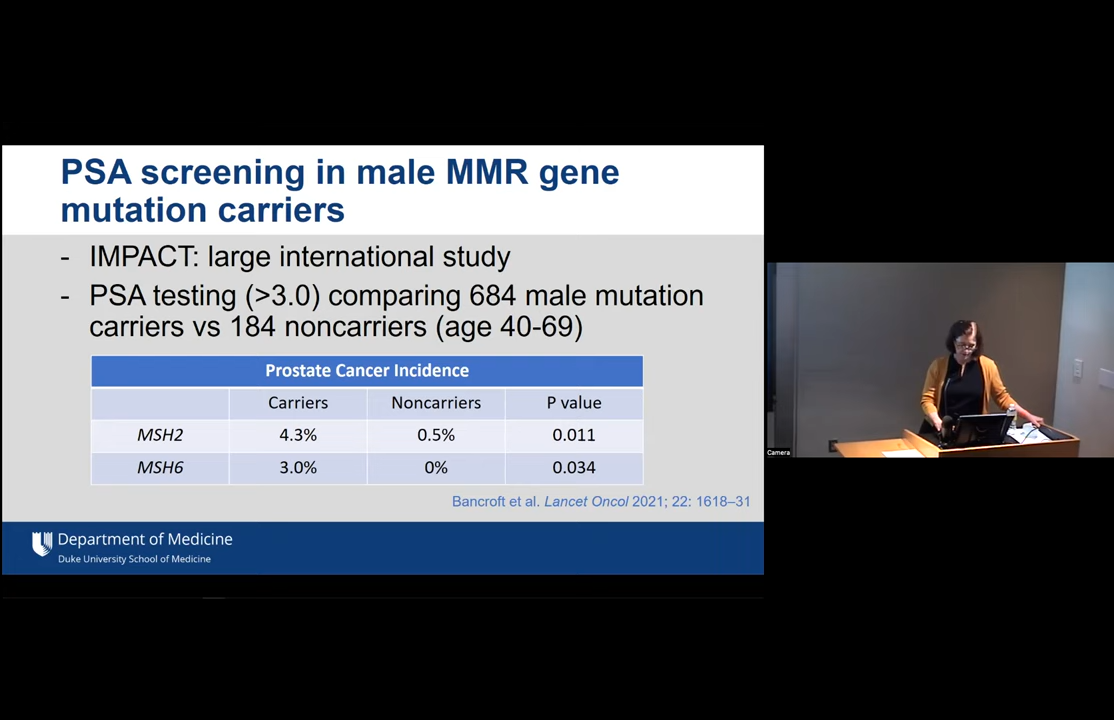 PSA screening in male MMR gene
mutation carriers
- IMPACT: large international study
- PSA testing (>3.0) comparing 684 male mutation
carriers vs 184 noncarriers (age 40-69)
Prostate Cancer Incidence
Carriers Noncarriers P value
MSH2 4.3% 0.5% 0.011
MSH6 3.0% 0% 0.034
Bancroft et al. Lancet Oncol 2021; 22: 1618–31
Department of Medicine
Duke University School of Medicine
Camera